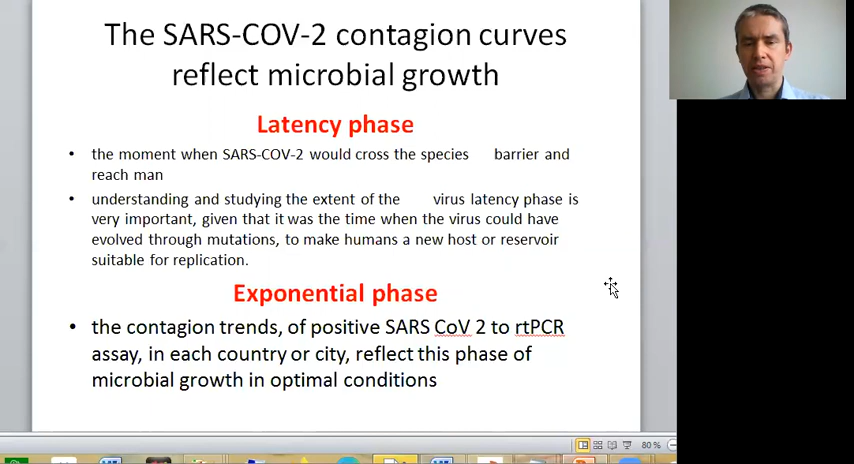 The SARS-COV-2 contagion curves
reflect microbial growth
Latency phase
• the moment when SARS-COV-2 would cross the species barrier and
reach man
• understanding and studying the extent of the virus latency phase is
very important, given that it was the time when the virus could have
evolved through mutations, to make humans a new host or reservoir
suitable for replication.
Exponential phase
• the contagion trends, of positive SARS CoV 2 to rtPCR
assay, in each country or city, reflect this phase of
microbial growth in optimal conditions
80 %